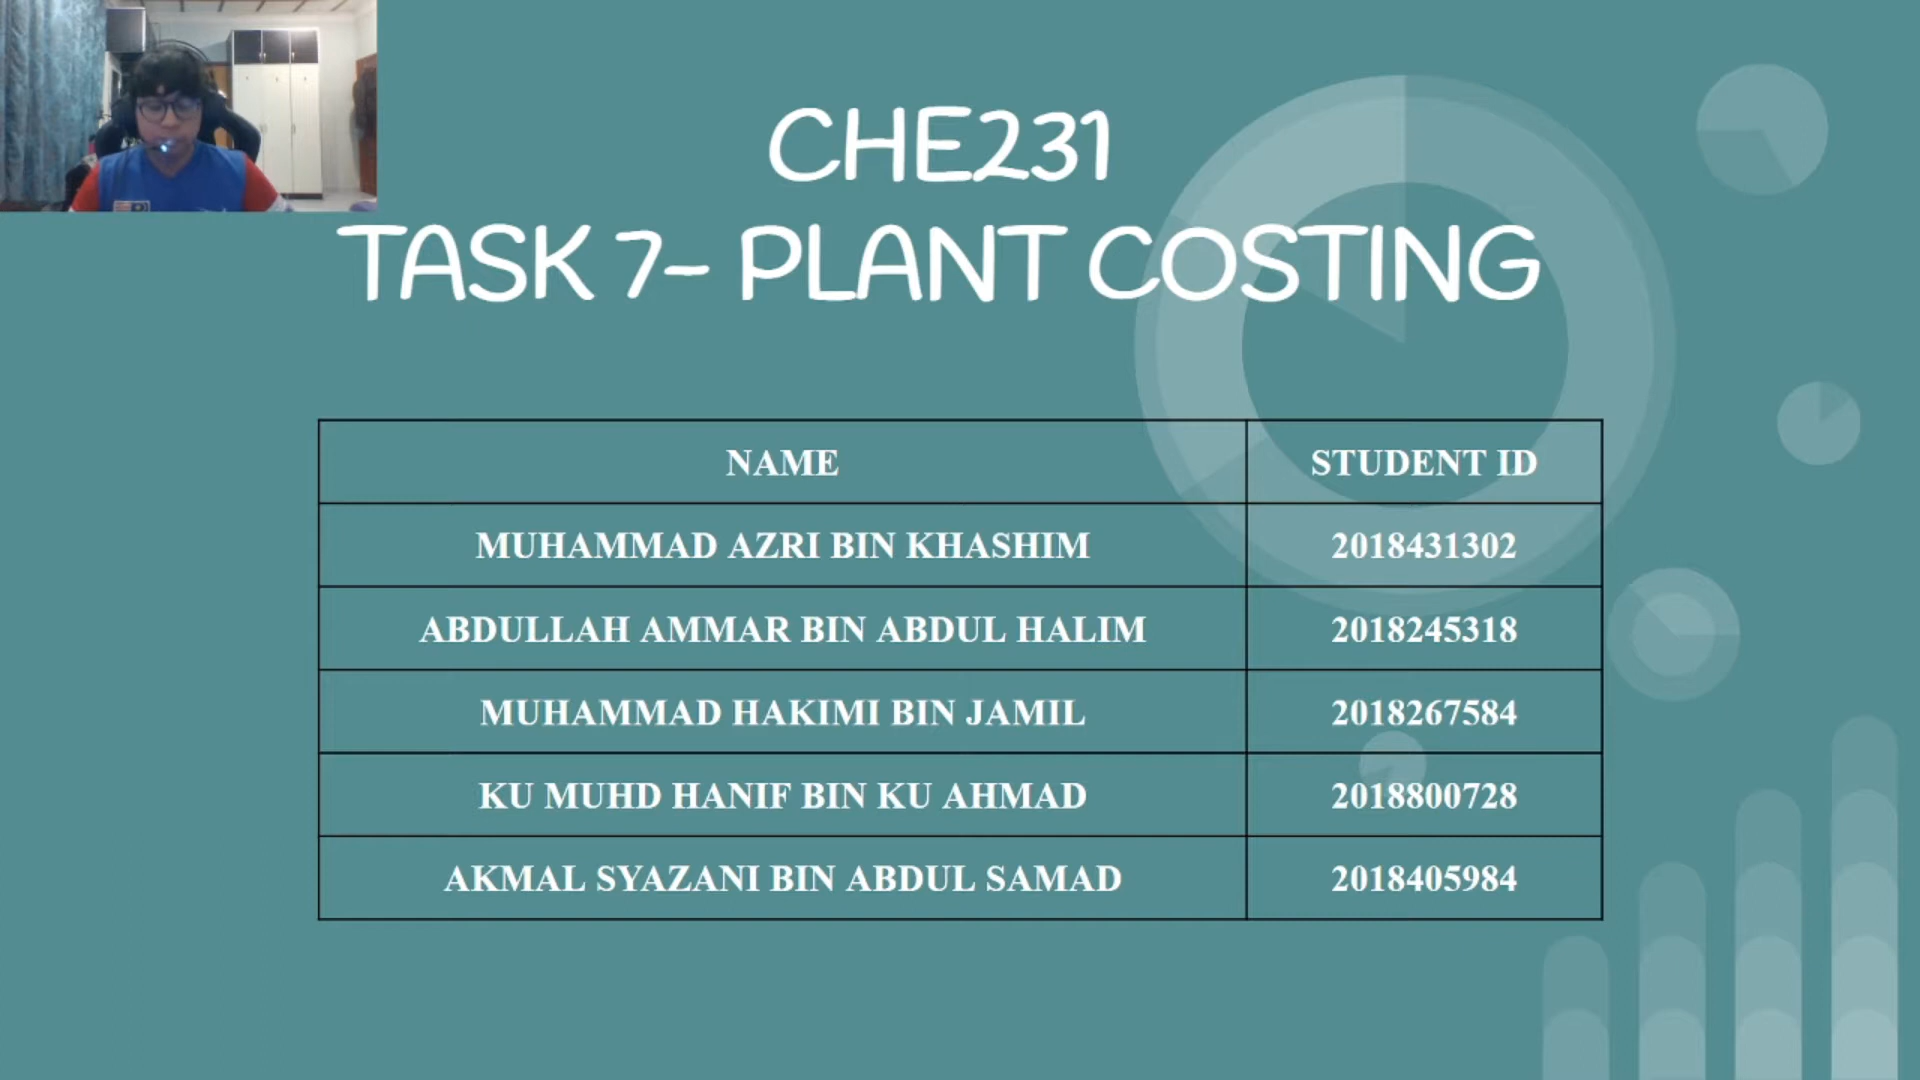 CHE231
TASK 7- PLANT COSTING
NAME STUDENT ID
MUHAMMAD AZRI BIN KHASHIM 2018431302
ABDULLAH AMMAR BIN ABDUL HALIM 2018245318
MUHAMMAD HAKIMI BIN JAMIL 2018267584
KU MUHD HANIF BIN KU AHMAD 2018800728
AKMAL SYAZANI BIN ABDUL SAMAD 2018405984